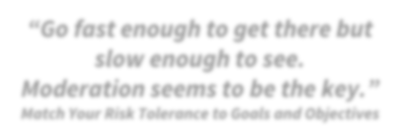 “Go fast enough to get there but
slow enough to see.
Moderation seems to be the key.”
Match Your Risk Tolerance to Goals and Objectives